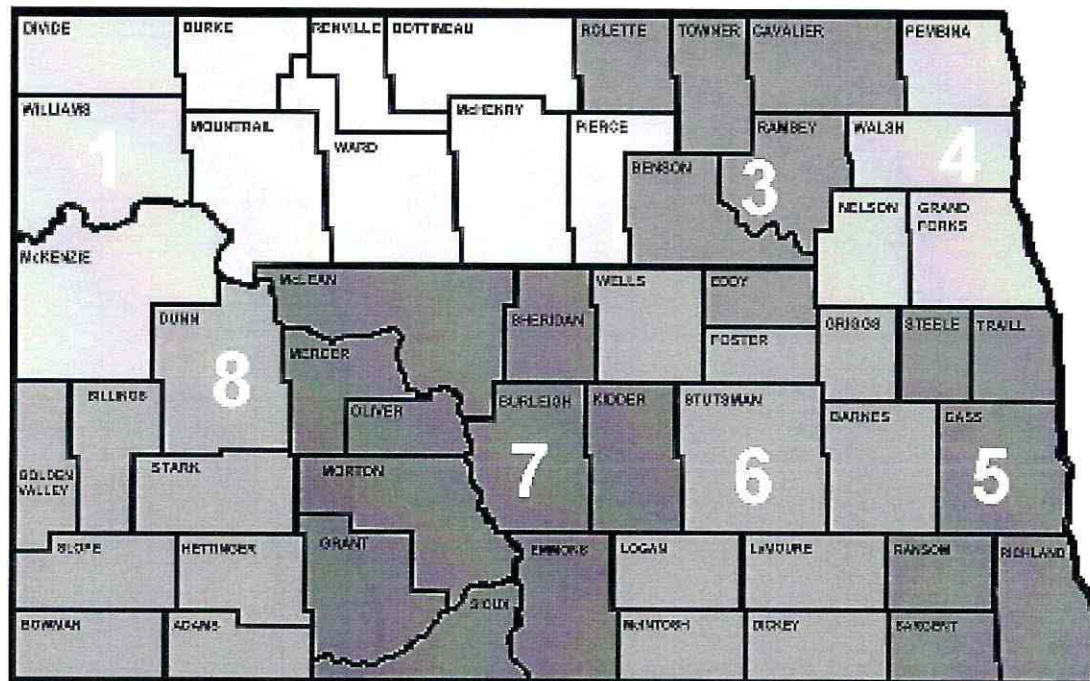 DIVIDE BURKE RENVILLE BOTTINEAU ROLETTE TOWNER CAVALIER PEMBINA
WILLIAMS McHENRY
MOUNTRAIL WARD PIERCE RAMSEY WALSH
1 BENSON 3 4
NELSON GRAND
FORKS
McKENZIE
McLEAN WELLS EDDY
DUNN SHERIDAN GRIGGS STEELE TRAILL
MERCER FOSTER
8
BILLINGS BURLEIGH KIDDER STUTSMAN
OLIVER BARNES CASS
GOLDEN
VALLEY
STARK MORTON 7 6 5
SLOPE HETTINGER GRANT EMMONS LOGAN LaMOURE RANSOM RICHLAND
SIOUX
BOWMAN ADAMS McINTOSH DICKEY SARGENT